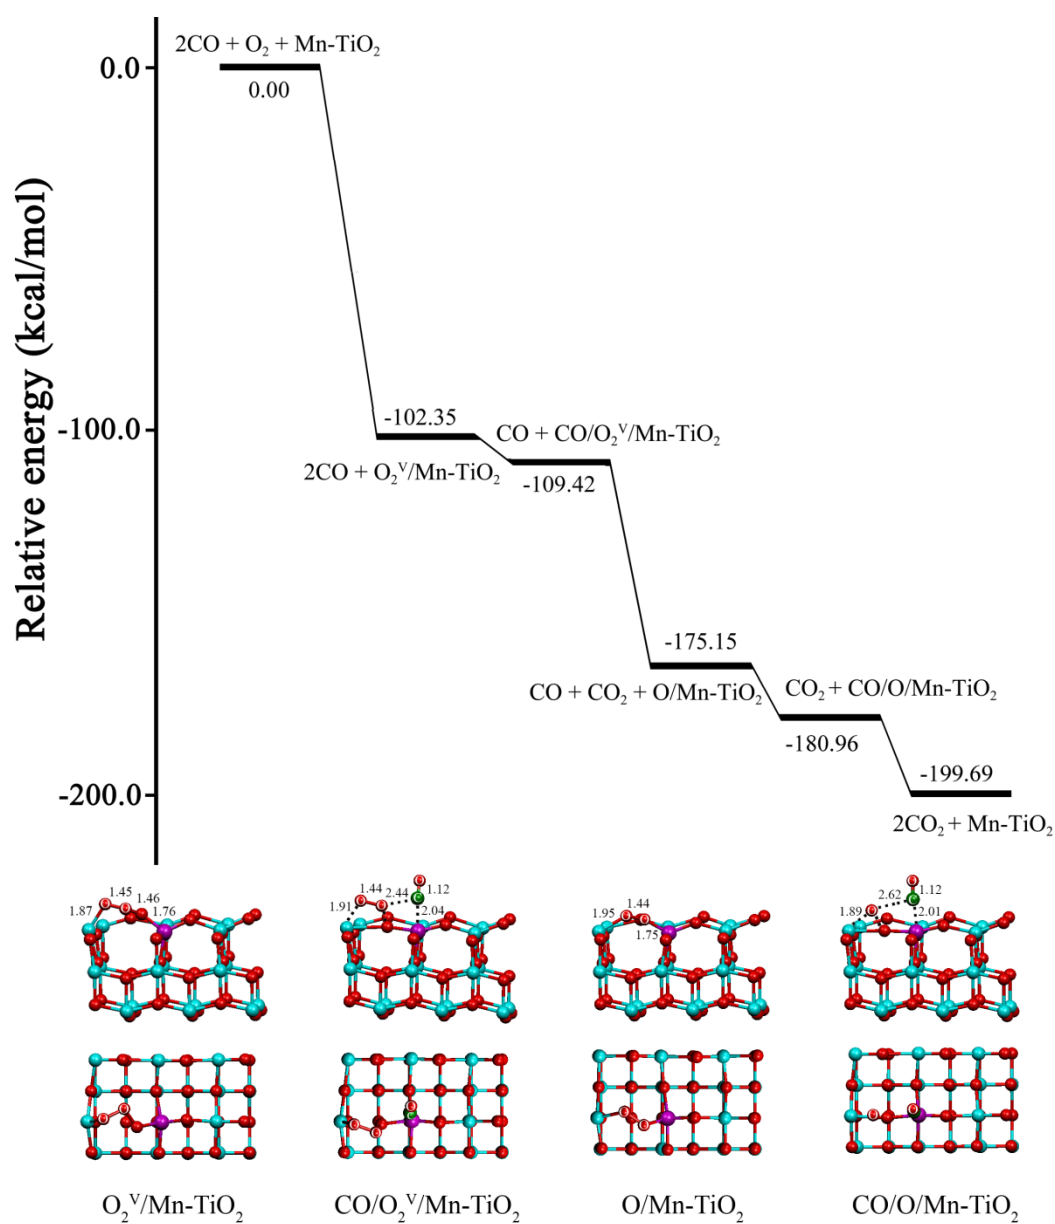 2CO + O₂ + Mn-TiO₂
0.0
0.00
Relative energy (kcal/mol)
-102.35
CO + CO/O₂ⱽ/Mn-TiO₂
-100.0
2CO + O₂ⱽ/Mn-TiO₂
-109.42
-175.15
CO + CO₂ + O/Mn-TiO₂
CO₂ + CO/O/Mn-TiO₂
-180.96
-199.69
-200.0
2CO₂ + Mn-TiO₂
1.45
1.46
1.87
1.76
1.44
2.44
1.12
1.91
2.04
1.44
1.95
1.75
2.62
1.12
1.89
2.01
O₂ⱽ/Mn-TiO₂
CO/O₂ⱽ/Mn-TiO₂
O/Mn-TiO₂
CO/O/Mn-TiO₂